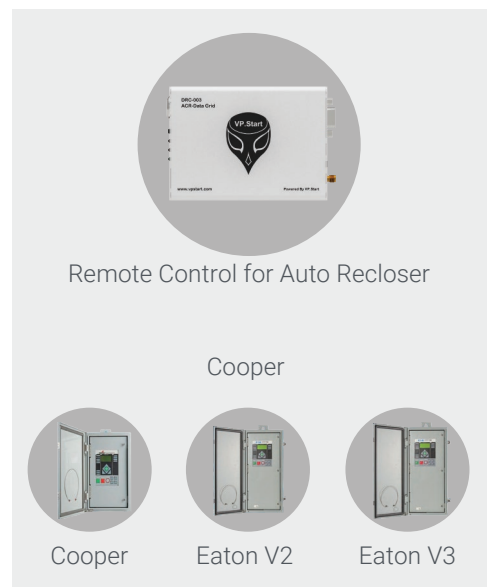 DRC-003
ACR-Data Grid
VP.Start
www.vpstart.com
Powered By VP.Start
Remote Control for Auto Recloser
Cooper
Cooper
Eaton V2
Eaton V3